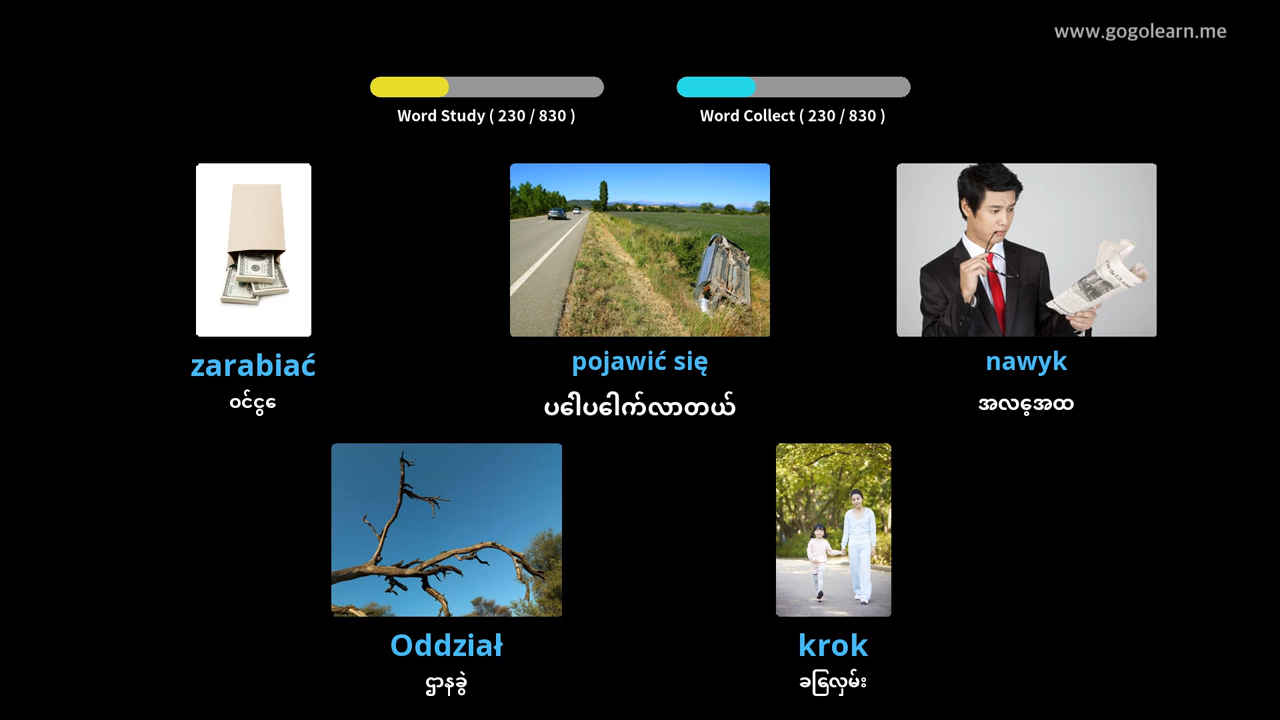 www.gogolearn.me
Word Study ( 230 / 830 )
Word Collect ( 230 / 830 )
zarabiać
ဝင်ငွေ
pojawić się
ပေါ်ပေါက်လာတယ်
nawyk
အလေ့အထ
Oddział
ဌာနခွဲ
krok
ခြေလှမ်း